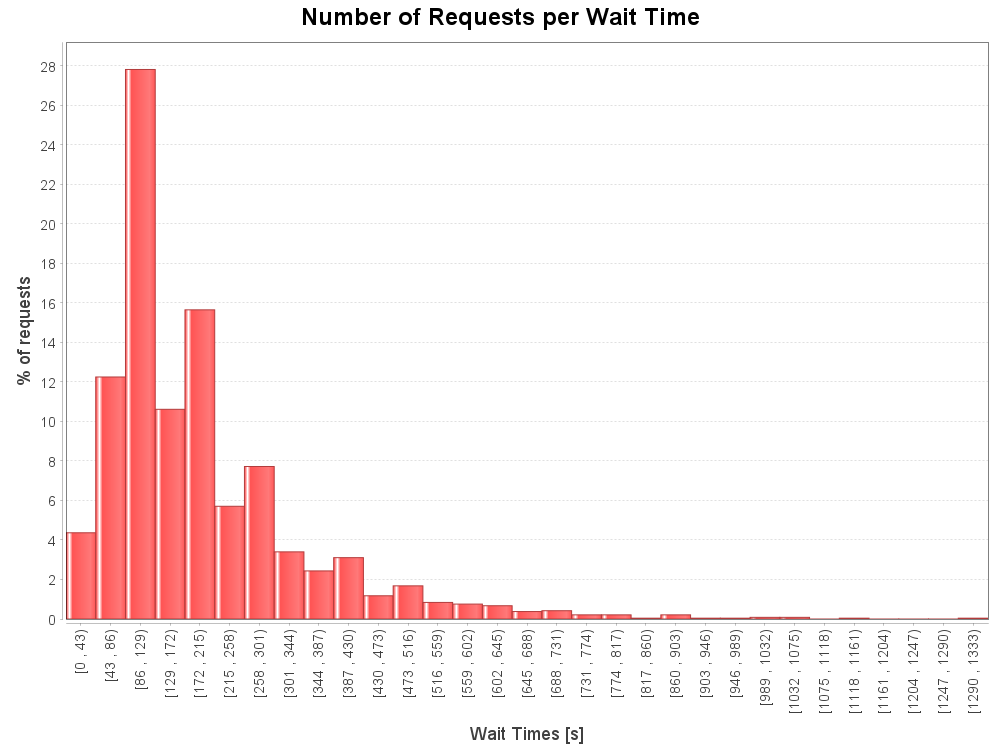 Number of Requests per Wait Time
% of requests
28
26
24
22
20
18
16
14
12
10
8
6
4
2
0
[0 , 43)
[43 , 86)
[86 , 129)
[129 , 172)
[172 , 215)
[215 , 258)
[258 , 301)
[301 , 344)
[344 , 387)
[387 , 430)
[430 , 473)
[473 , 516)
[516 , 559)
[559 , 602)
[602 , 645)
[645 , 688)
[688 , 731)
[731 , 774)
[774 , 817)
[817 , 860)
[860 , 903)
[903 , 946)
[946 , 989)
[989 , 1032)
[1032 , 1075)
[1075 , 1118)
[1118 , 1161)
[1161 , 1204)
[1204 , 1247)
[1247 , 1290)
[1290 , 1333)
Wait Times [s]